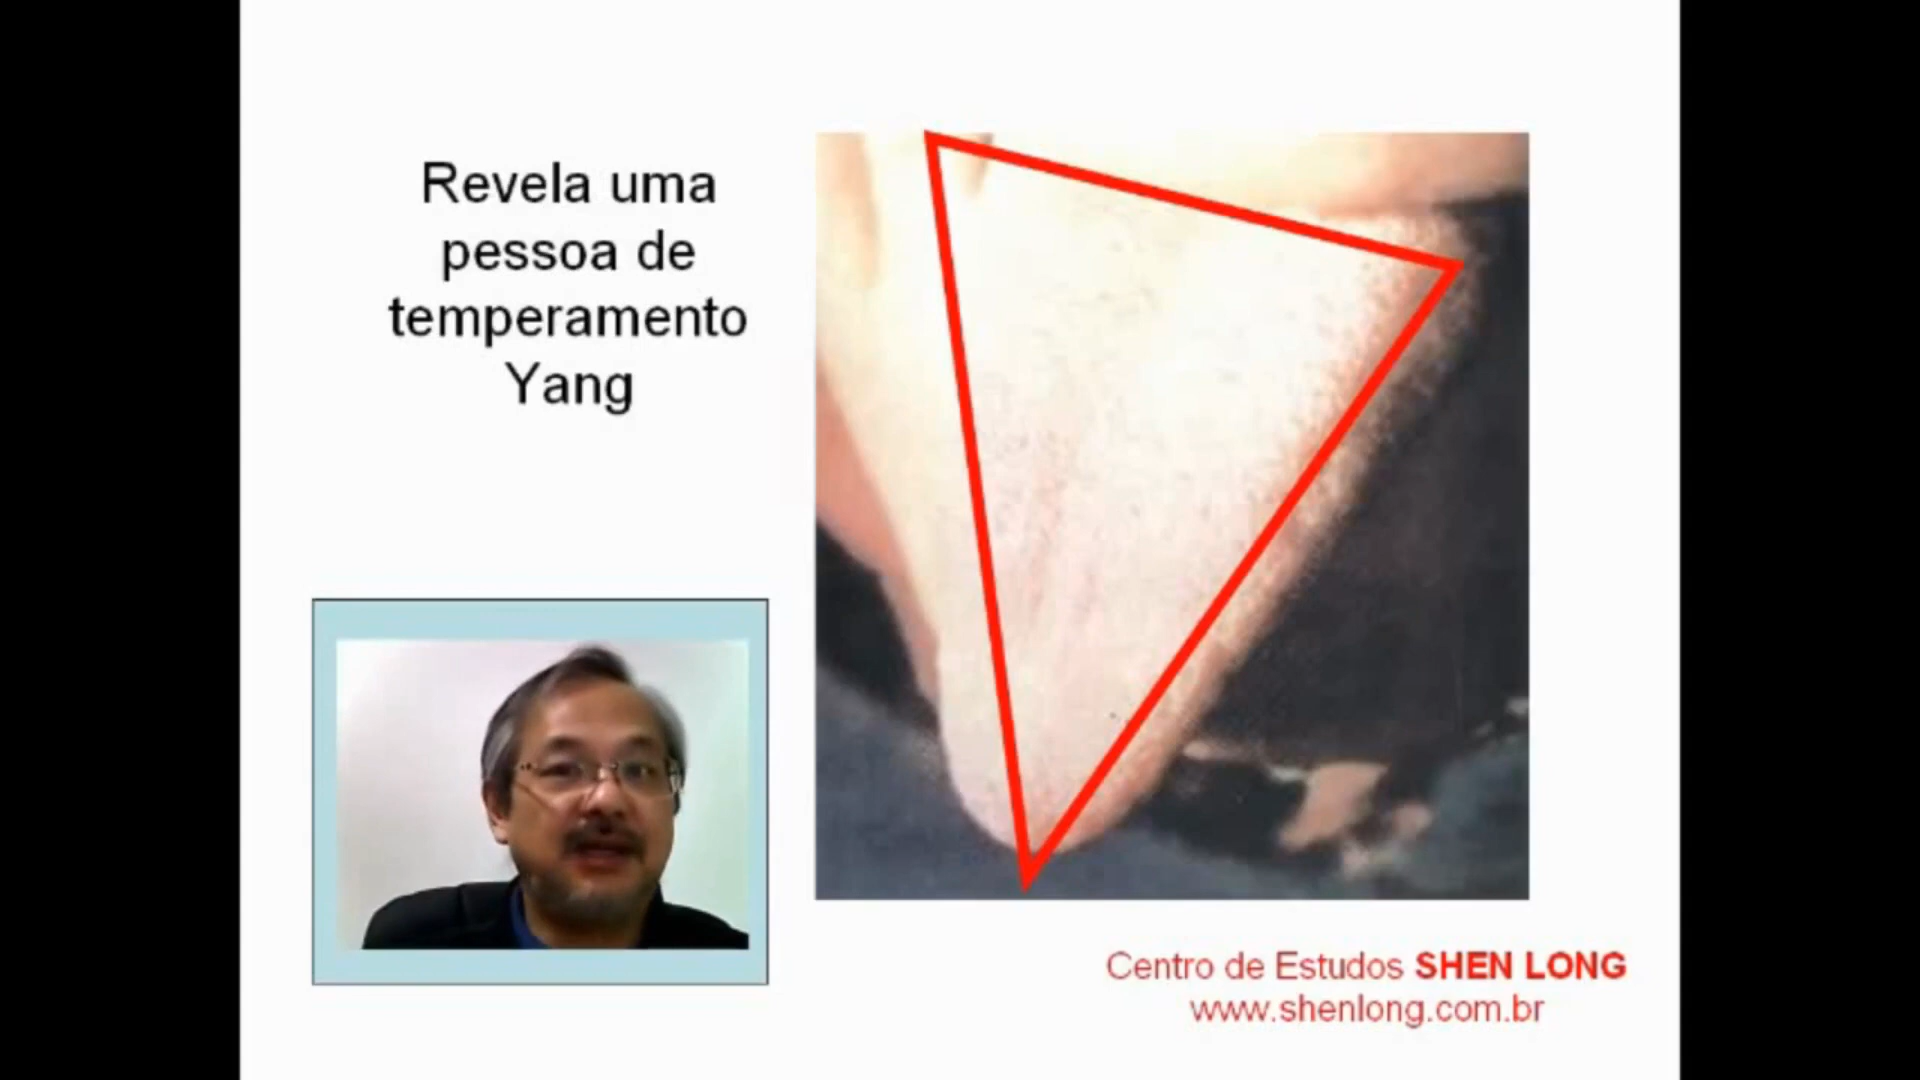 Revela uma
pessoa de
temperamento
Yang
Centro de Estudos SHEN LONG
www.shenlong.com.br